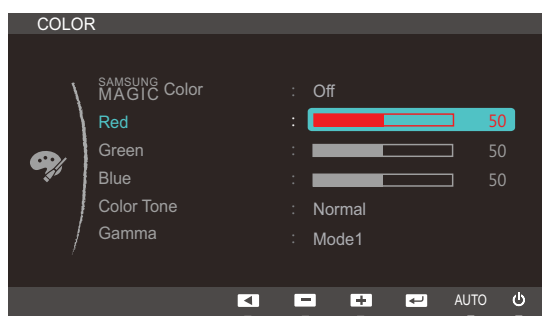 COLOR
SAMSUNG MAGIC Color : Off
Red : 50
Green : 50
Blue : 50
Color Tone : Normal
Gamma : Mode1
AUTO